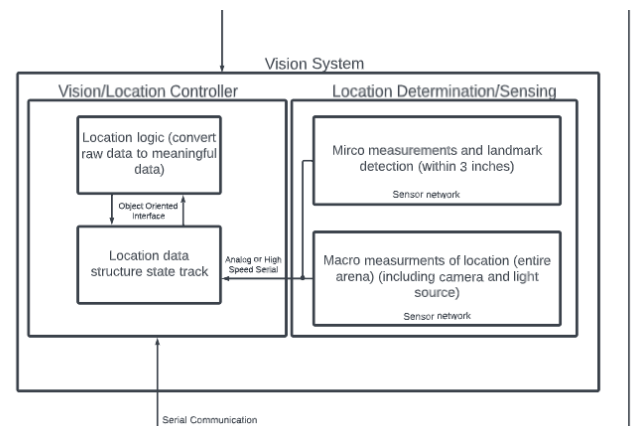 Vision System
Vision/Location Controller
Location Determination/Sensing
Location logic (convert
raw data to meaningful
data)
Object Oriented
Interface
Location data
structure state track
Analog or High
Speed Serial
Mirco measurements and landmark
detection (within 3 inches)
Sensor network
Macro measurments of location (entire
arena) (including camera and light
source)
Sensor network
Serial Communication